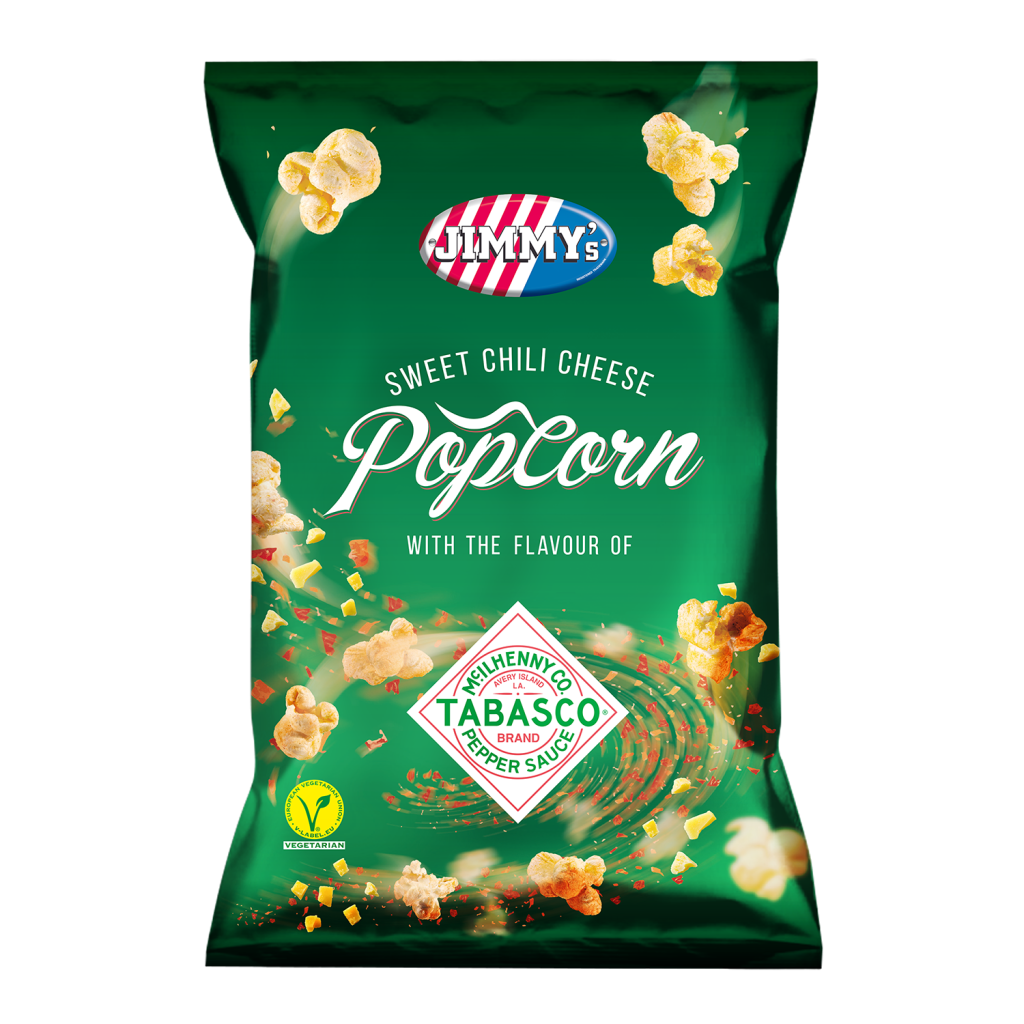 JIMMY's
SWEET CHILI CHEESE
PopCorn
WITH THE FLAVOUR OF
McILHENNY CO.
AVERY ISLAND
LA.
TABASCO®
BRAND
PEPPER SAUCE
EUROPEAN VEGETARIAN UNION
V-LABEL.EU
VEGETARIAN